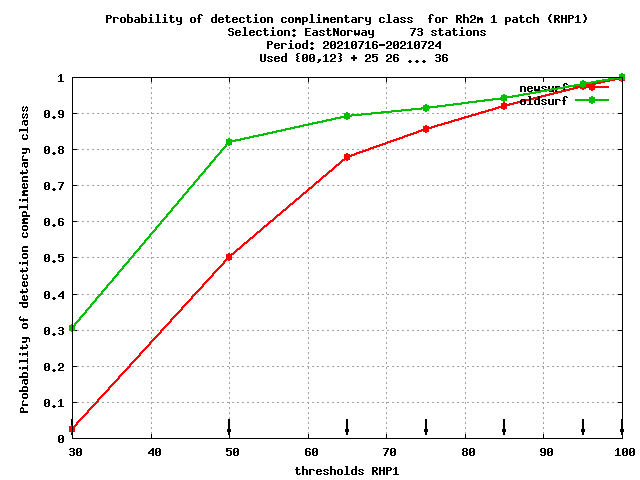 Probability of detection complimentary class  for Rh2m 1 patch (RHP1)
Selection: EastNorway     73 stations
Period: 20210716-20210724
Used {00,12} + 25 26 ... 36
Probability of detection complimentary class
1
0.9
0.8
0.7
0.6
0.5
0.4
0.3
0.2
0.1
0
newsurf
oldsurf
30 40 50 60 70 80 90 100
thresholds RHP1